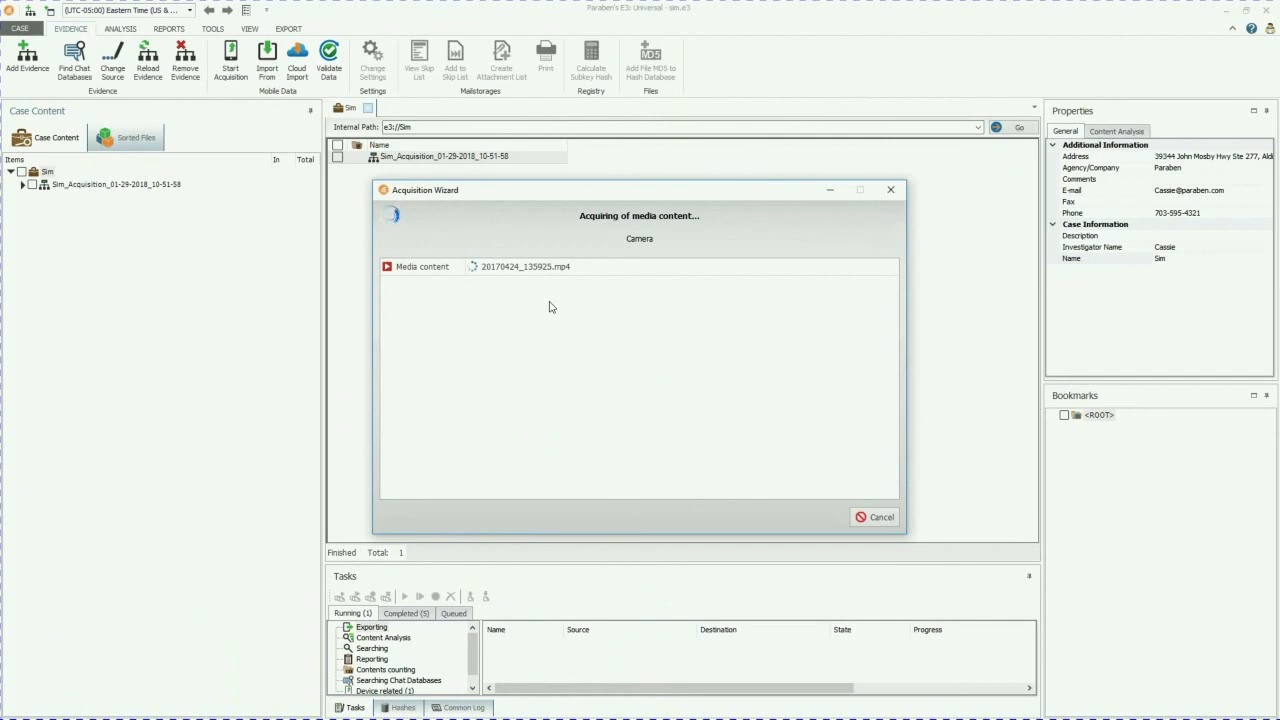 (UTC-05:00) Eastern Time (US & ...
Paraben's E3: Universal - sim.e3
CASE EVIDENCE ANALYSIS REPORTS TOOLS VIEW EXPORT
Add Evidence
Find Chat Databases
Change Source
Reload Evidence
Remove Evidence
Start Acquisition
Import From
Cloud Import
Validate Data
Change Settings
View Skip List
Add to Skip List
Create Attachment List
Print
Calculate Subkey Hash
Add File MD5 to Hash Database
Evidence Mobile Data Settings Mailstorages Registry Files
Case Content
Case Content Sorted Files
Items In Total
Sim
Sim_Acquisition_01-29-2018_10-51-58
Sim
Internal Path: e3://Sim Go
Name
Sim_Acquisition_01-29-2018_10-51-58
Acquisition Wizard
Acquiring of media content...
Camera
Media content 20170424_135925.mp4
Cancel
Finished Total: 1
Tasks
Running (1) Completed (5) Queued
Exporting
Content Analysis
Searching
Reporting
Contents counting
Searching Chat Databases
Device related (1)
Name Source Destination State Progress
Tasks Hashes Common Log
Properties
General Content Analysis
Additional Information
Address 39344 John Mosby Hwy Ste 277, Aldi
Agency/Company Paraben
Comments
E-mail Cassie@paraben.com
Fax
Phone 703-595-4321
Case Information
Description
Investigator Name Cassie
Name Sim
Bookmarks
<ROOT>